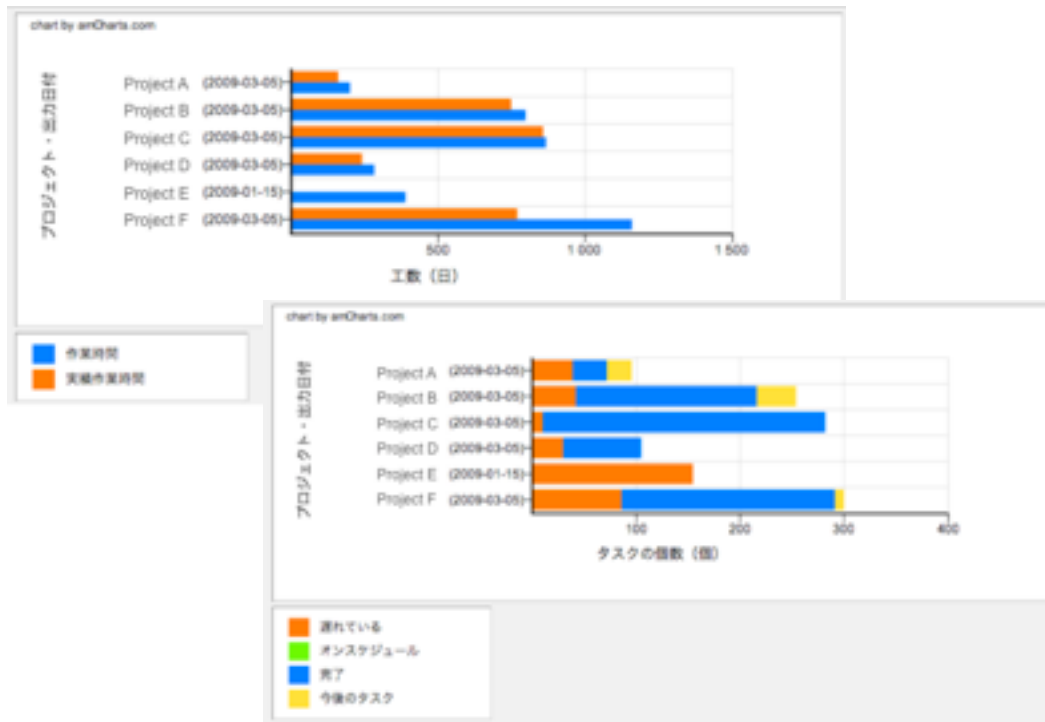 chart by amCharts.com
プロジェクト・出力日付
Project A (2009-03-05)
Project B (2009-03-05)
Project C (2009-03-05)
Project D (2009-03-05)
Project E (2009-01-15)
Project F (2009-03-05)
500 1 000 1 500
工数（日）
作業時間
実績作業時間
chart by amCharts.com
プロジェクト・出力日付
Project A (2009-03-05)
Project B (2009-03-05)
Project C (2009-03-05)
Project D (2009-03-05)
Project E (2009-01-15)
Project F (2009-03-05)
100 200 300 400
タスクの個数（個）
遅れている
オンスケジュール
完了
今後のタスク